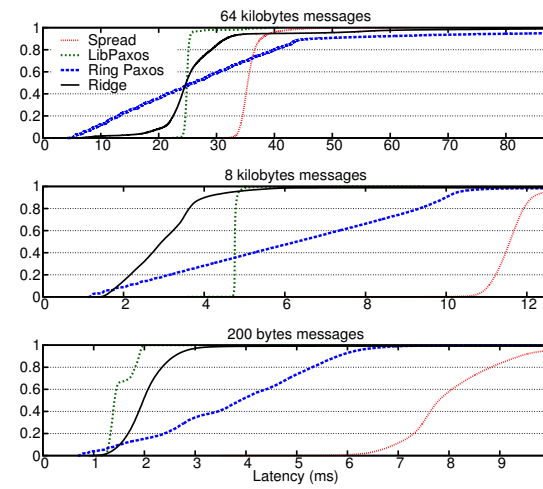 64 kilobytes messages
1
0.8
0.6
0.4
0.2
0
Spread
LibPaxos
Ring Paxos
Ridge
0 10 20 30 40 50 60 70 80
8 kilobytes messages
1
0.8
0.6
0.4
0.2
0
0 2 4 6 8 10 12
200 bytes messages
1
0.8
0.6
0.4
0.2
0
0 1 2 3 4 5 6 7 8 9
Latency (ms)